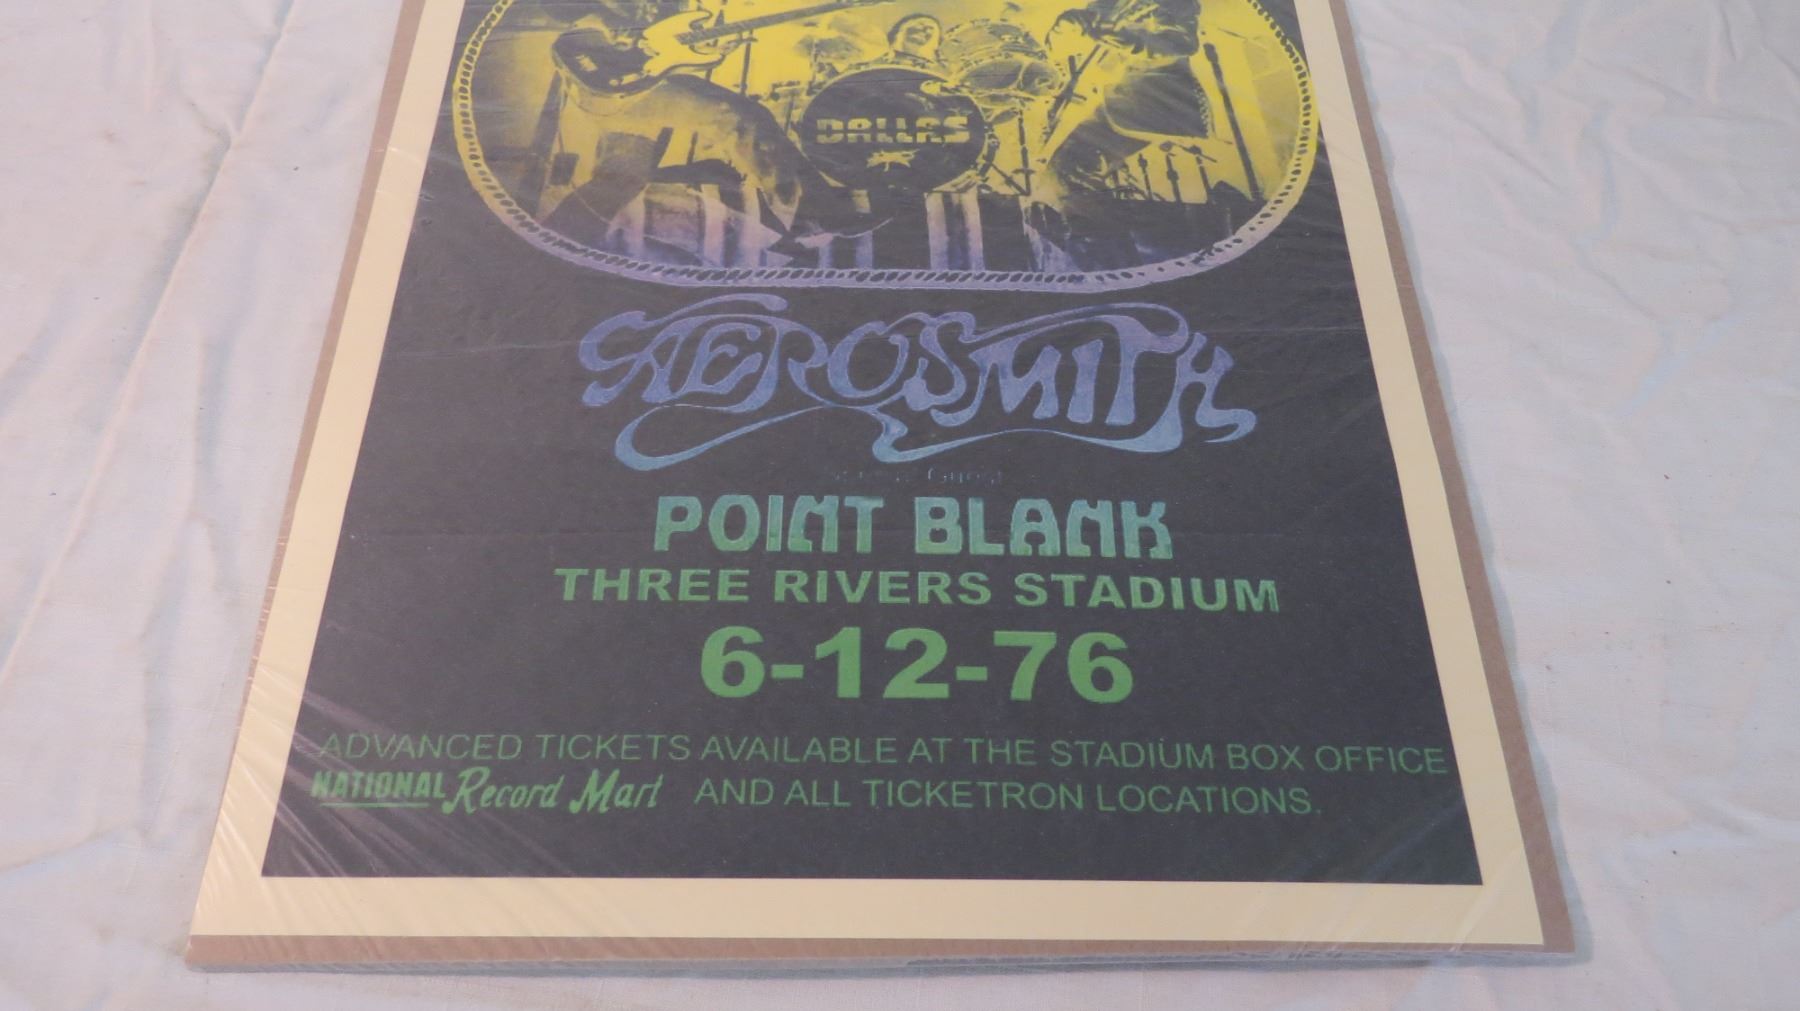 DALLAS
AEROSMITH
Guest
POINT BLANK
THREE RIVERS STADIUM
6-12-76
ADVANCED TICKETS AVAILABLE AT THE STADIUM BOX OFFICE
NATIONAL Record Mart AND ALL TICKETRON LOCATIONS.